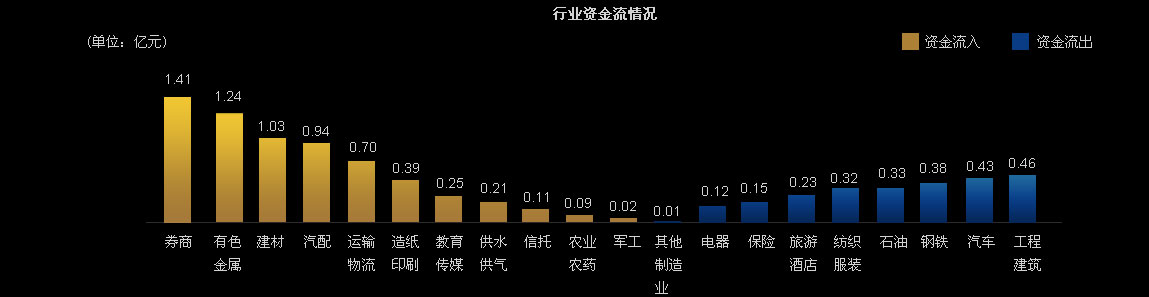 行业资金流情况
(单位：亿元)
资金流入
资金流出
1.41
1.24
1.03
0.94
0.70
0.39
0.25
0.21
0.11
0.09
0.02
0.01
0.12
0.15
0.23
0.32
0.33
0.38
0.43
0.46
券商
有色
金属
建材
汽配
运输
物流
造纸
印刷
教育
传媒
供水
供气
信托
农业
农药
军工
其他
制造
业
电器
保险
旅游
酒店
纺织
服装
石油
钢铁
汽车
工程
建筑